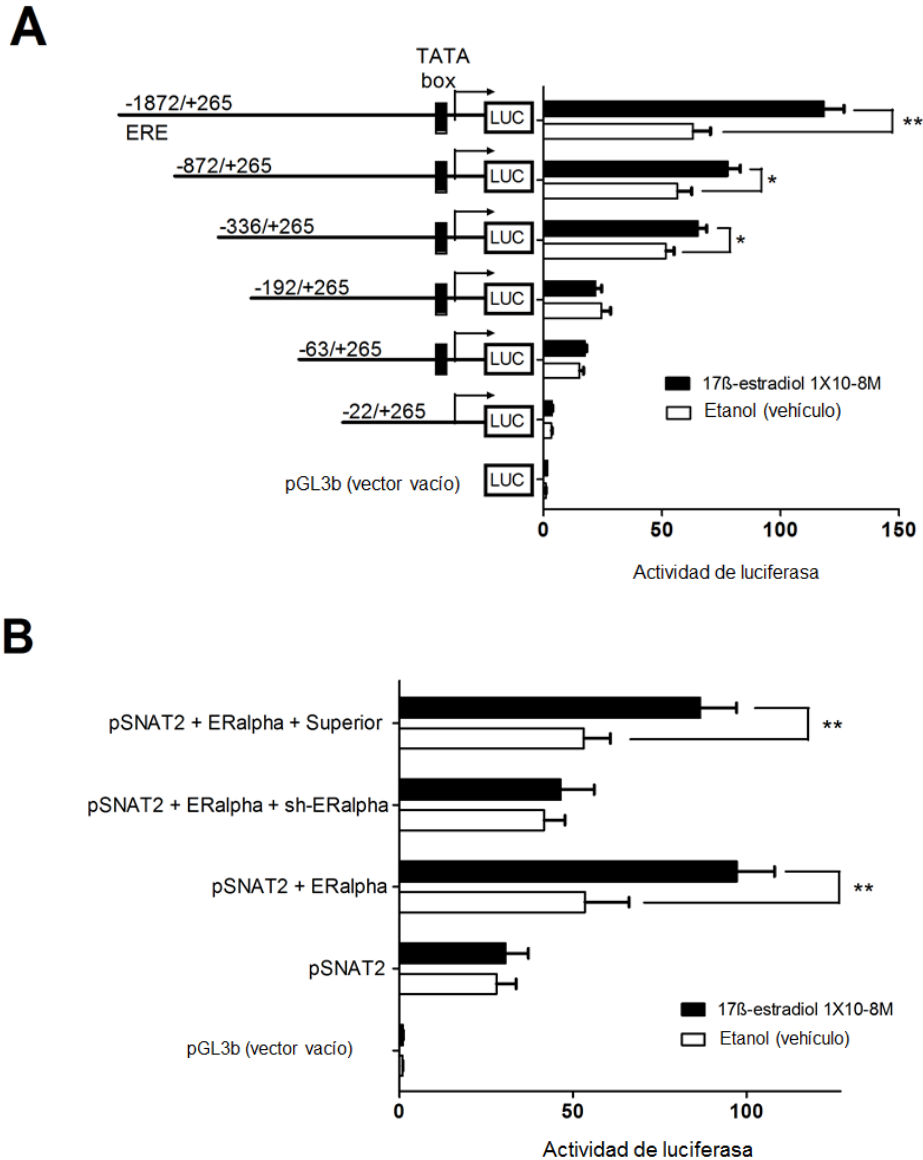 A
TATA
box
-1872/+265
ERE
LUC
**
-872/+265
LUC
*
-336/+265
LUC
*
-192/+265
LUC
-63/+265
LUC
17ß-estradiol 1X10-8M
Etanol (vehículo)
-22/+265
LUC
pGL3b (vector vacío)
LUC
0
50
100
150
Actividad de luciferasa
B
pSNAT2 + ERalpha + Superior
**
pSNAT2 + ERalpha + sh-ERalpha
pSNAT2 + ERalpha
**
pSNAT2
17ß-estradiol 1X10-8M
Etanol (vehículo)
pGL3b (vector vacío)
0
50
100
Actividad de luciferasa